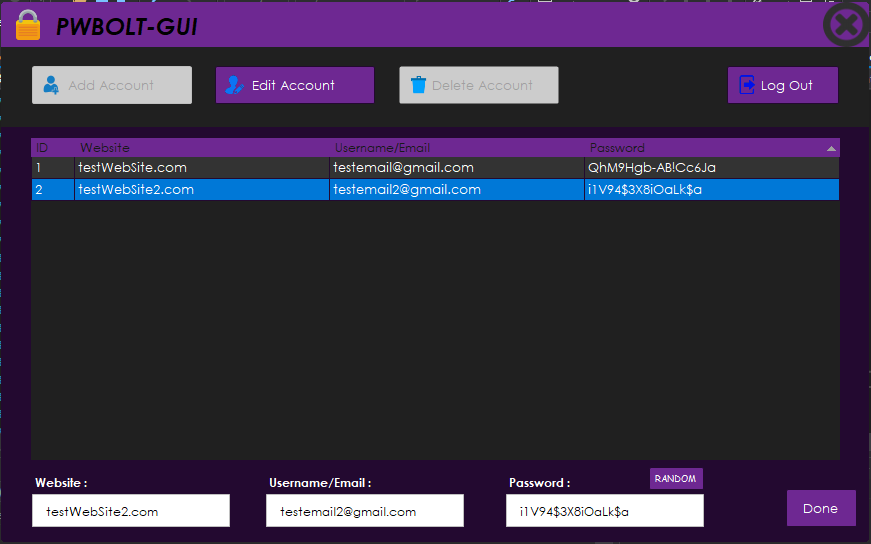 PWBOLT-GUI
Add Account Edit Account Delete Account Log Out
ID Website Username/Email Password
1 testWebSite.com testemail@gmail.com QhM9Hgb-AB!Cc6Ja
2 testWebSite2.com testemail2@gmail.com i1V94$3X8iOaLk$a
Website : Username/Email : Password : RANDOM
testWebSite2.com testemail2@gmail.com i1V94$3X8iOaLk$a Done